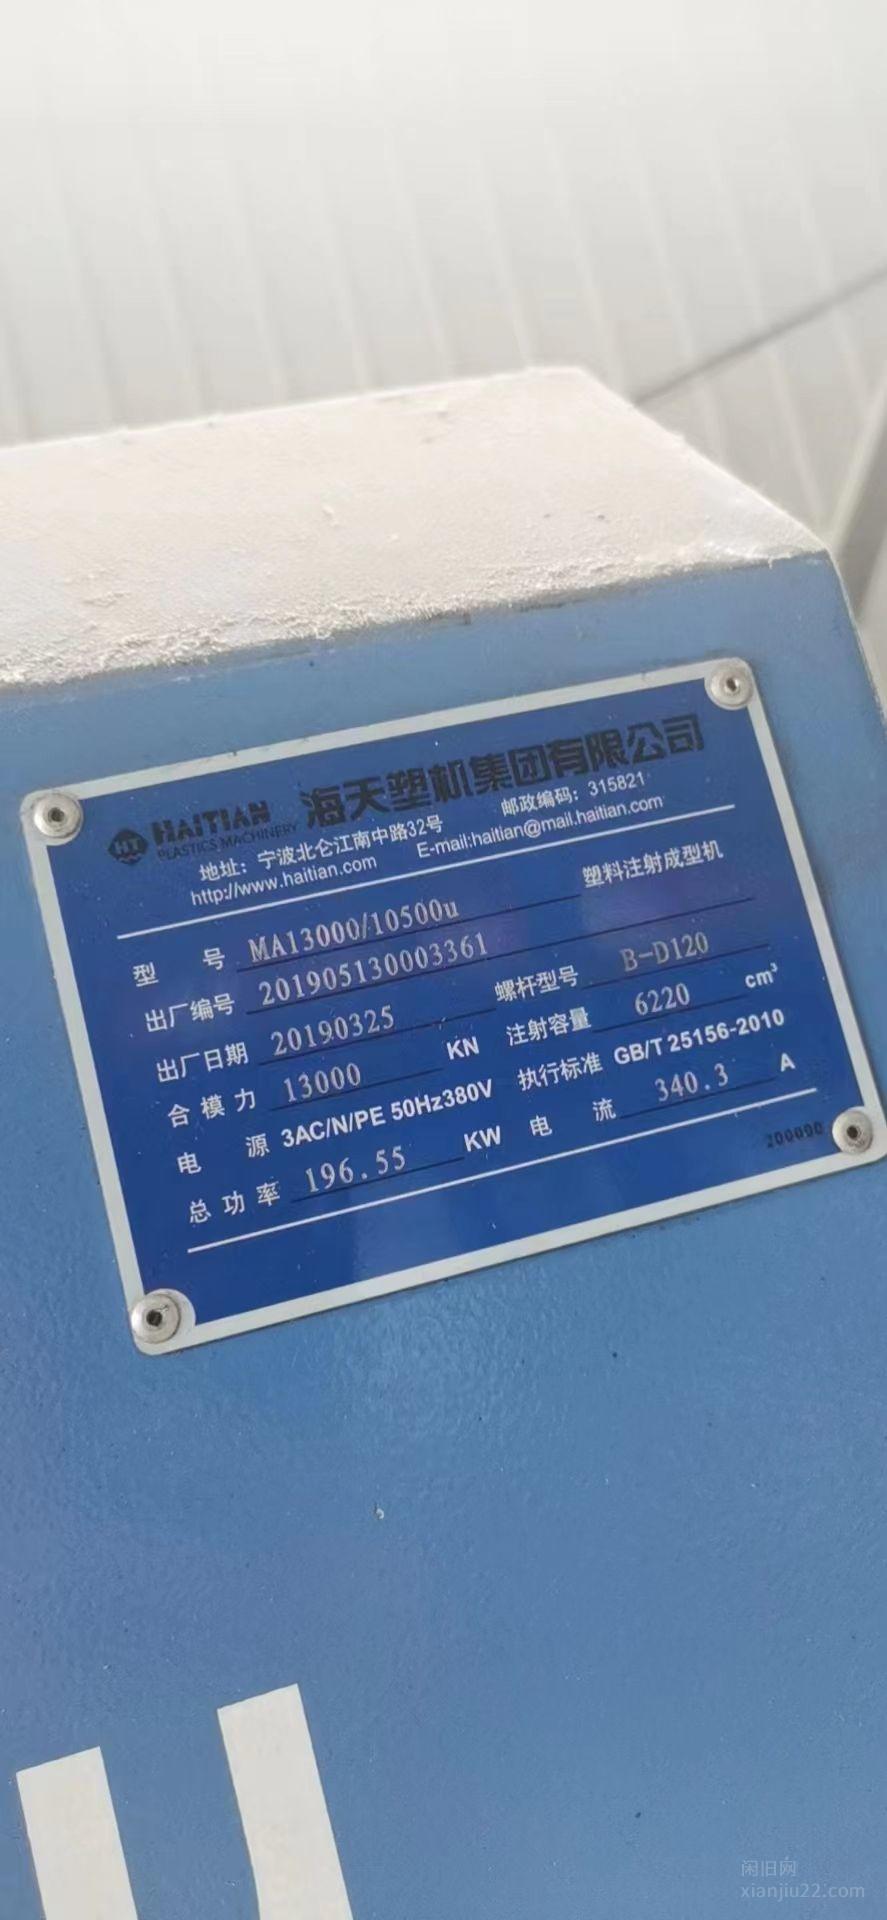 HT HAITIAN 海天塑机集团有限公司
PLASTICS MACHINERY
地址：宁波北仑江南中路32号 邮政编码：315821
http://www.haitian.com E-mail:haitian@mail.haitian.com
型 号 MA13000/10500u 塑料注射成型机
出厂编号 201905130003361
出厂日期 20190325 螺杆型号 B-D120
合模力 13000 KN 注射容量 6220 cm³
电 源 3AC/N/PE 50Hz380V 执行标准 GB/T 25156-2010
总功率 196.55 KW 电 流 340.3 A
200090
闲旧网
xianjiu22.com